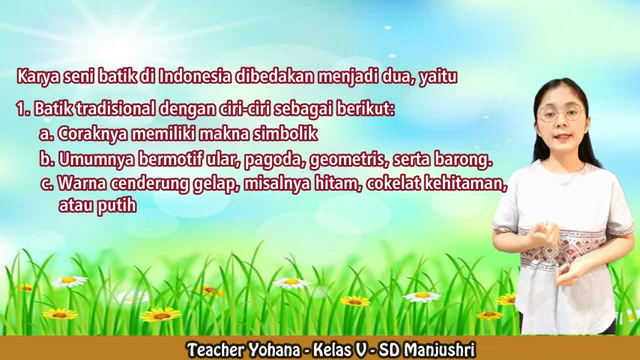 Karya seni batik di Indonesia dibedakan menjadi dua, yaitu
1. Batik tradisional dengan ciri-ciri sebagai berikut:
a. Coraknya memiliki makna simbolik
b. Umumnya bermotif ular, pagoda, geometris, serta barong.
c. Warna cenderung gelap, misalnya hitam, cokelat kehitaman,
atau putih
Teacher Yohana - Kelas V - SD Manjushri